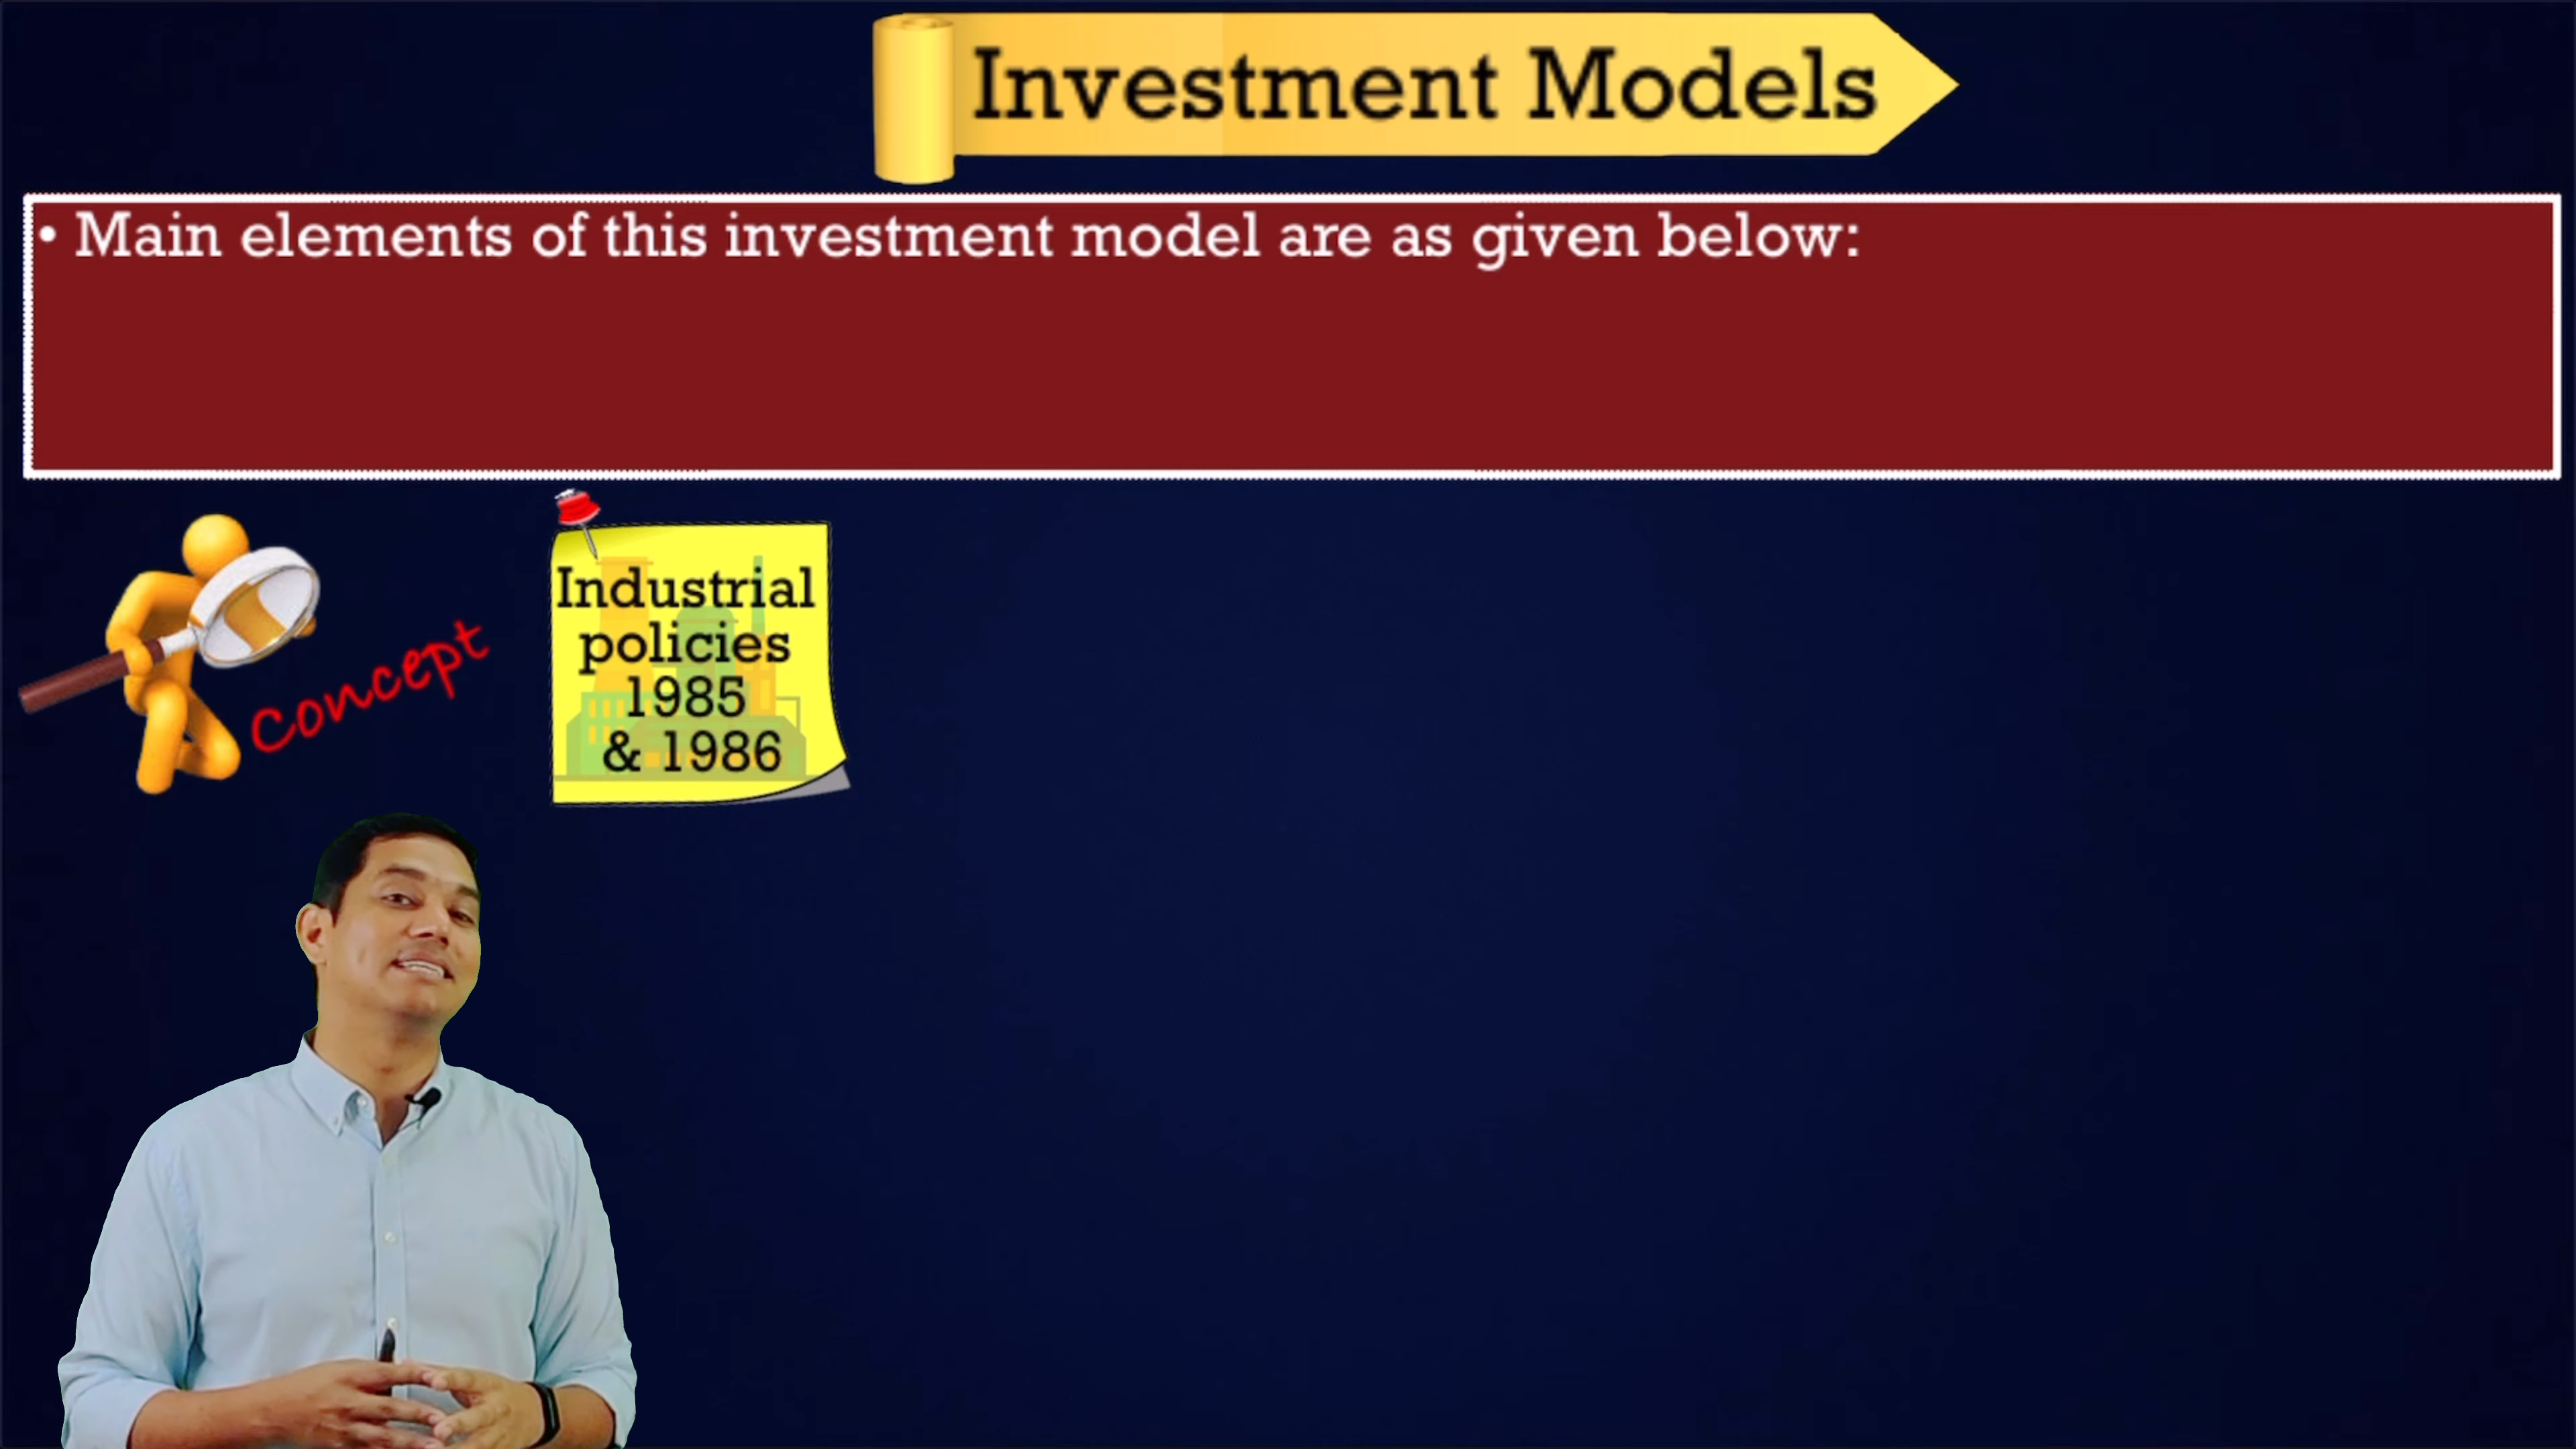 Investment Models
• Main elements of this investment model are as given below:
Concept
Industrial
policies
1985
& 1986